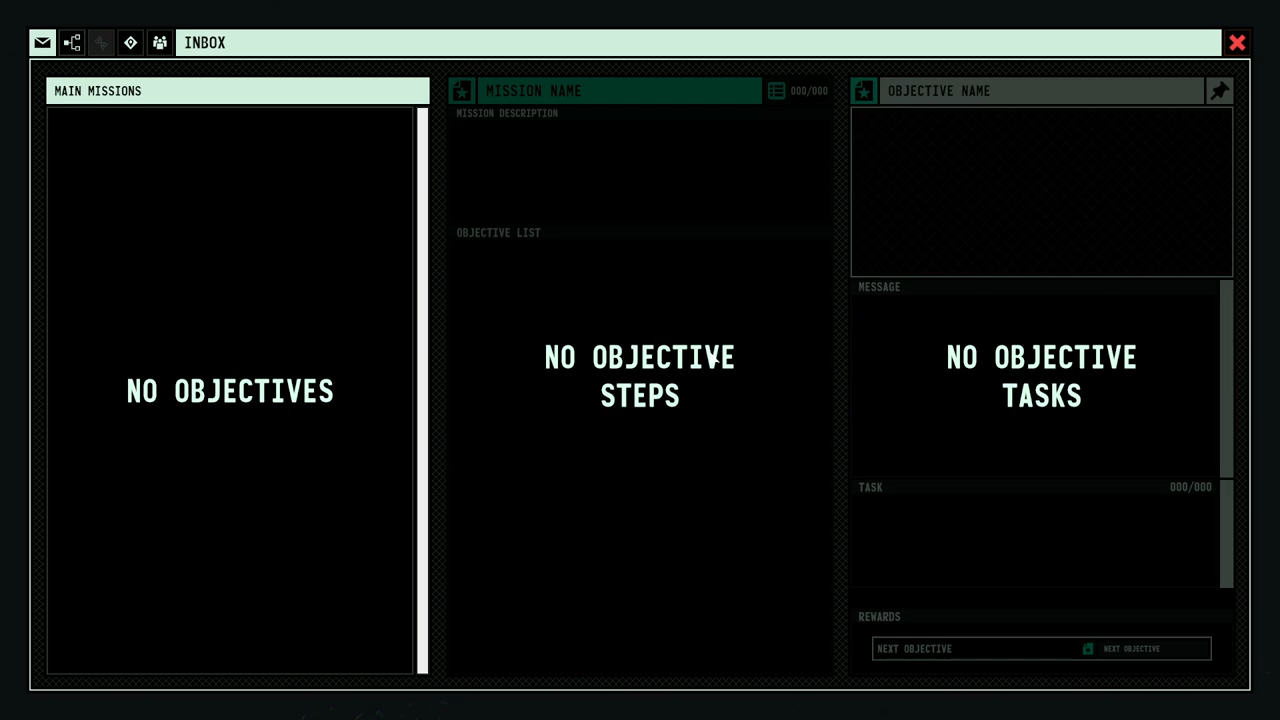 INBOX
MAIN MISSIONS
NO OBJECTIVES
MISSION NAME
000/000
MISSION DESCRIPTION
OBJECTIVE LIST
NO OBJECTIVE
STEPS
OBJECTIVE NAME
MESSAGE
NO OBJECTIVE
TASKS
TASK 000/000
REWARDS
NEXT OBJECTIVE NEXT OBJECTIVE